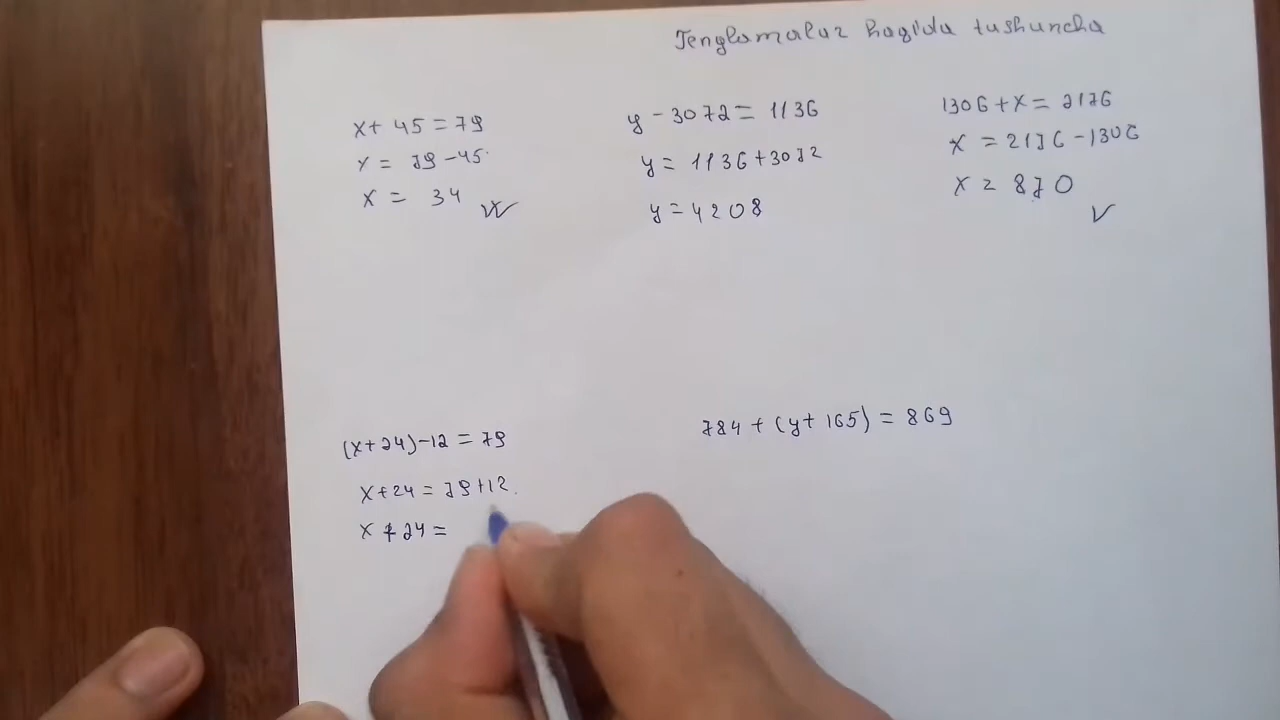 Tenglamalar haqida tushuncha
x + 45 = 79
x = 79 - 45
x = 34
y - 3072 = 1136
y = 1136 + 3072
y = 4208
1306 + x = 2176
x = 2176 - 1306
x = 870
(x + 24) - 12 = 79
x + 24 = 79 + 12
x + 24 =
784 + (y + 165) = 869